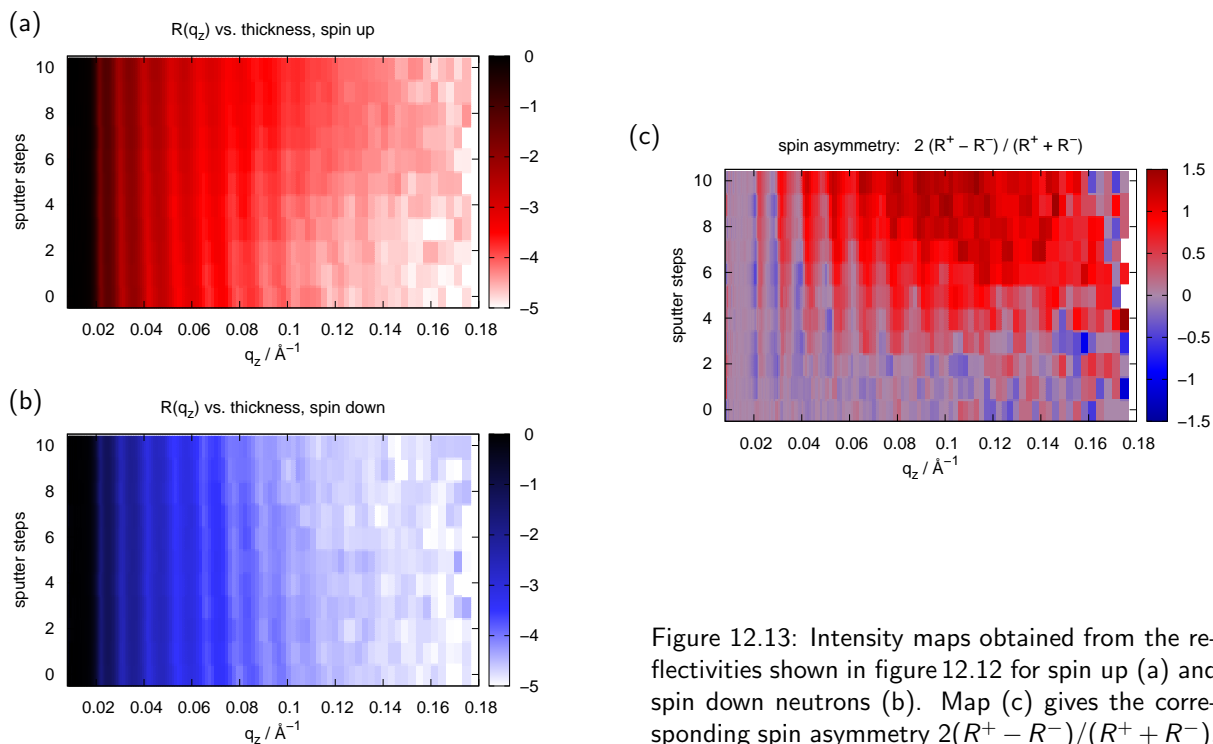 (a)
R(q_z) vs. thickness, spin up
sputter steps
10
8
6
4
2
0
0
−1
−2
−3
−4
−5
0.02 0.04 0.06 0.08 0.1 0.12 0.14 0.16 0.18
q_z / Å⁻¹
(b)
R(q_z) vs. thickness, spin down
sputter steps
10
8
6
4
2
0
0
−1
−2
−3
−4
−5
0.02 0.04 0.06 0.08 0.1 0.12 0.14 0.16 0.18
q_z / Å⁻¹
(c)
spin asymmetry: 2 (R⁺ − R⁻) / (R⁺ + R⁻)
sputter steps
10
8
6
4
2
0
1.5
1
0.5
0
−0.5
−1
−1.5
0.02 0.04 0.06 0.08 0.1 0.12 0.14 0.16 0.18
q_z / Å⁻¹
Figure 12.13: Intensity maps obtained from the re-
flectivities shown in figure 12.12 for spin up (a) and
spin down neutrons (b). Map (c) gives the corre-
sponding spin asymmetry 2(R⁺ − R⁻)/(R⁺ + R⁻)